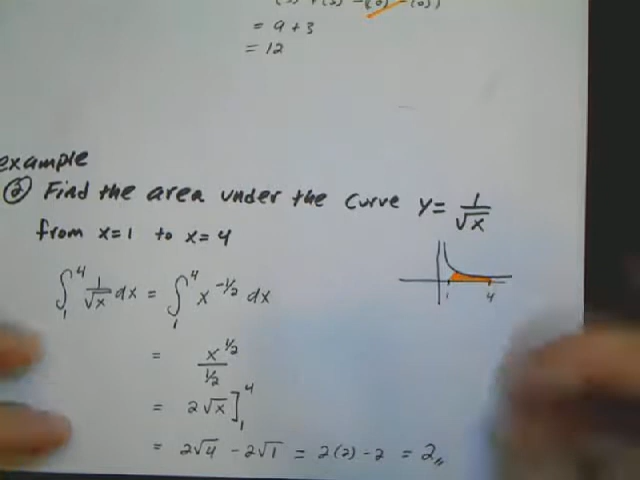 = 9 + 3
= 12
example
② Find the area under the curve y = 1/√x
from x=1 to x=4
∫₁⁴ 1/√x dx = ∫₁⁴ x^(-1/2) dx
1 4
= x^(1/2) / (1/2)
= 2√x ]₁⁴
= 2√4 - 2√1 = 2(2) - 2 = 2,,